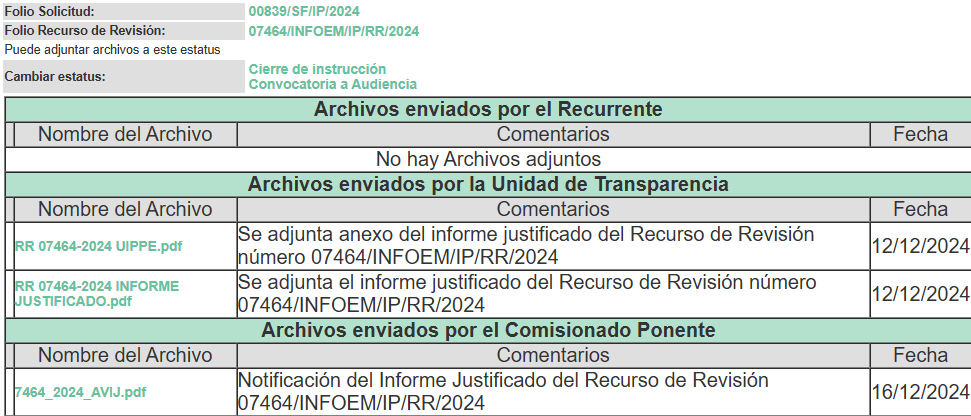 Folio Solicitud: 00839/SF/IP/2024
Folio Recurso de Revisión: 07464/INFOEM/IP/RR/2024
Puede adjuntar archivos a este estatus
Cambiar estatus: Cierre de instrucción
Convocatoria a Audiencia
Archivos enviados por el Recurrente
Nombre del Archivo Comentarios Fecha
No hay Archivos adjuntos
Archivos enviados por la Unidad de Transparencia
Nombre del Archivo Comentarios Fecha
RR 07464-2024 UIPPE.pdf Se adjunta anexo del informe justificado del Recurso de Revisión
número 07464/INFOEM/IP/RR/2024 12/12/2024
RR 07464-2024 INFORME
JUSTIFICADO.pdf Se adjunta el informe justificado del Recurso de Revisión número
07464/INFOEM/IP/RR/2024 12/12/2024
Archivos enviados por el Comisionado Ponente
Nombre del Archivo Comentarios Fecha
7464_2024_AVIJ.pdf Notificación del Informe Justificado del Recurso de Revisión
07464/INFOEM/IP/RR/2024 16/12/2024